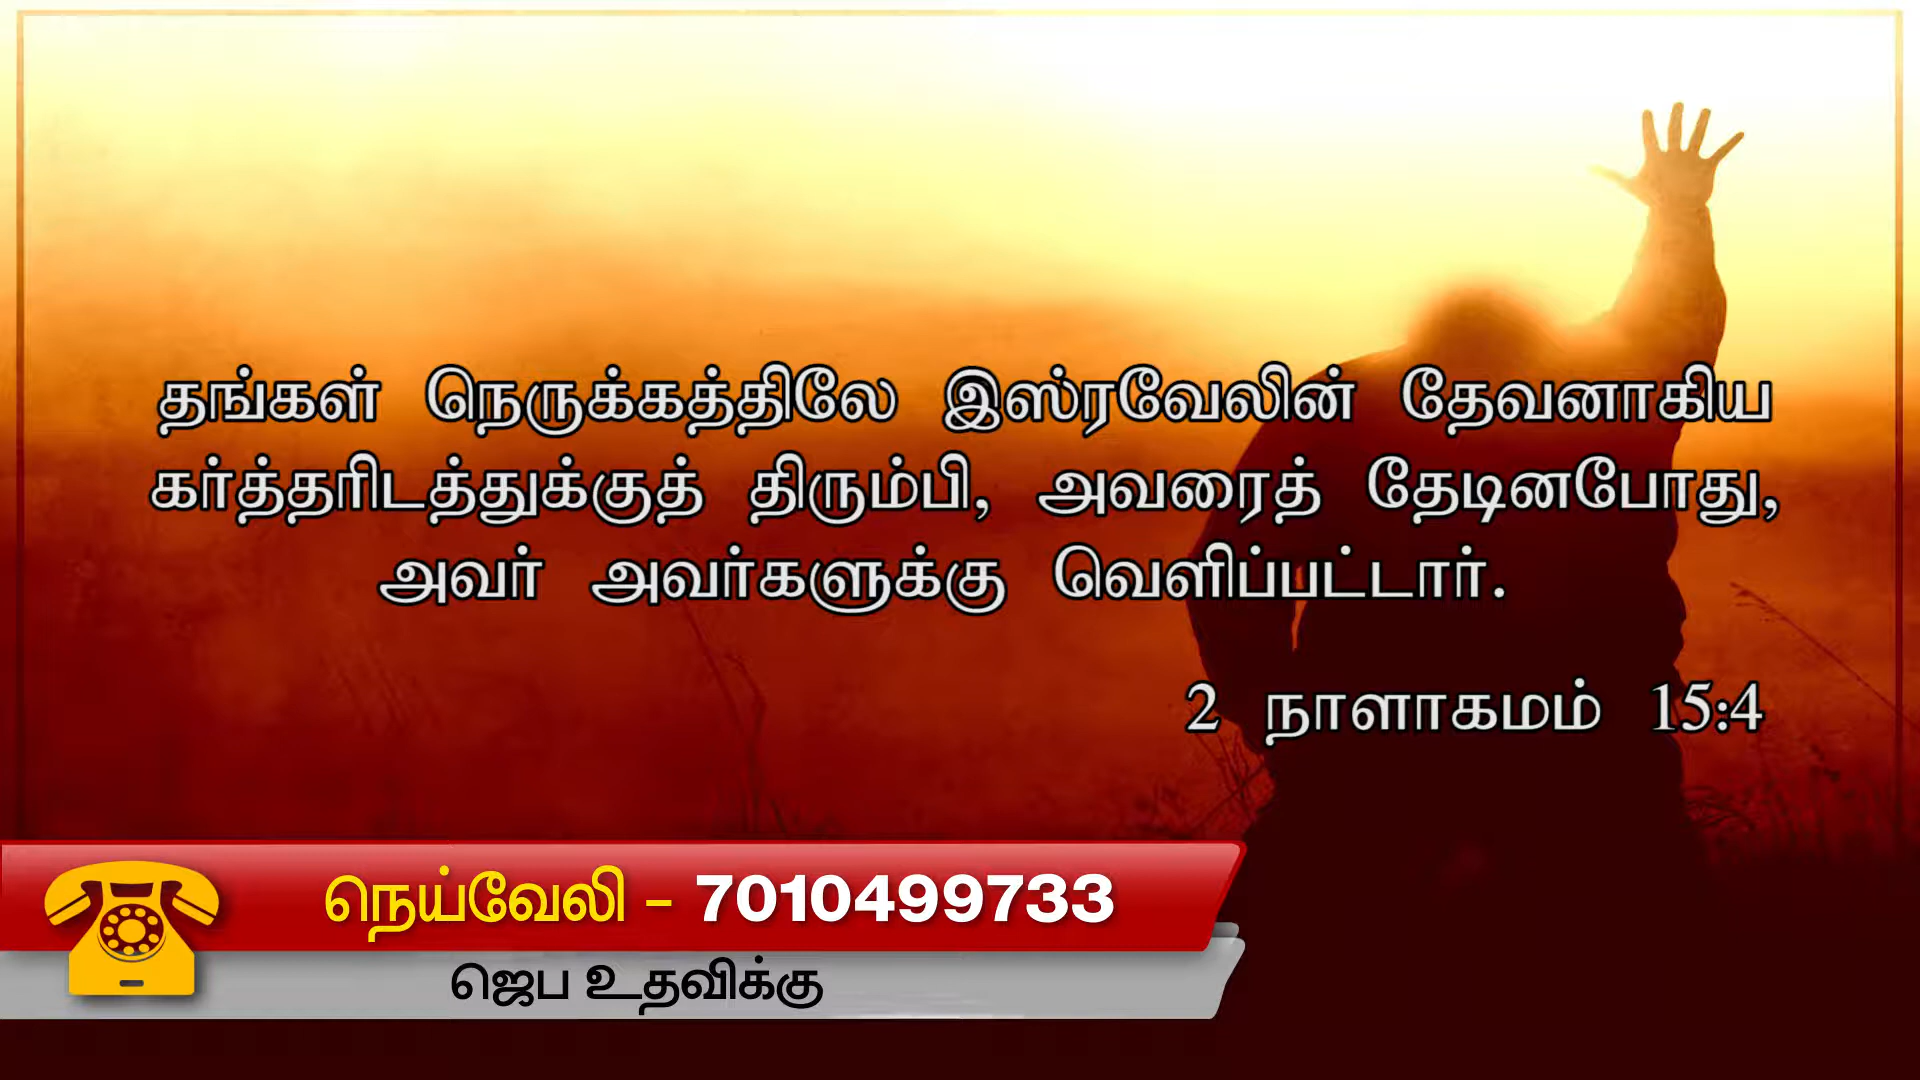 தங்கள் நெருக்கத்திலே இஸ்ரவேலின் தேவனாகிய
கர்த்தரிடத்துக்குத் திரும்பி, அவரைத் தேடினபோது,
அவர் அவர்களுக்கு வெளிப்பட்டார்.
2 நாளாகமம் 15:4
நெய்வேலி - 7010499733
ஜெப உதவிக்கு